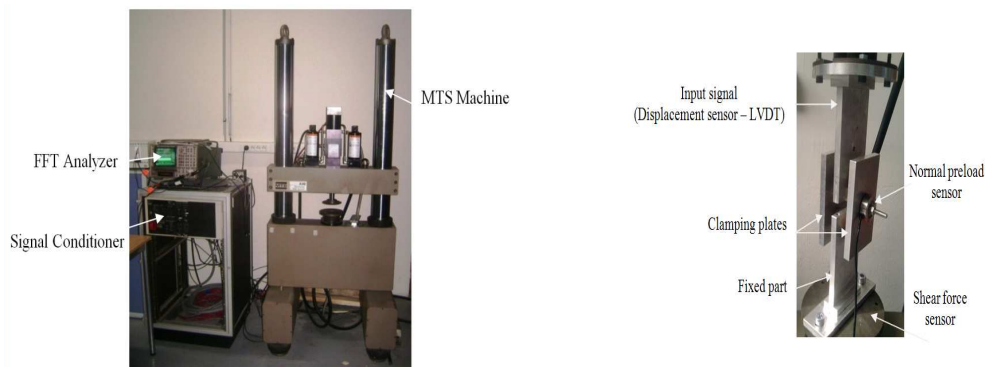 MTS Machine
FFT Analyzer
Signal Conditioner
Input signal
(Displacement sensor – LVDT)
Normal preload
sensor
Clamping plates
Fixed part
Shear force
sensor